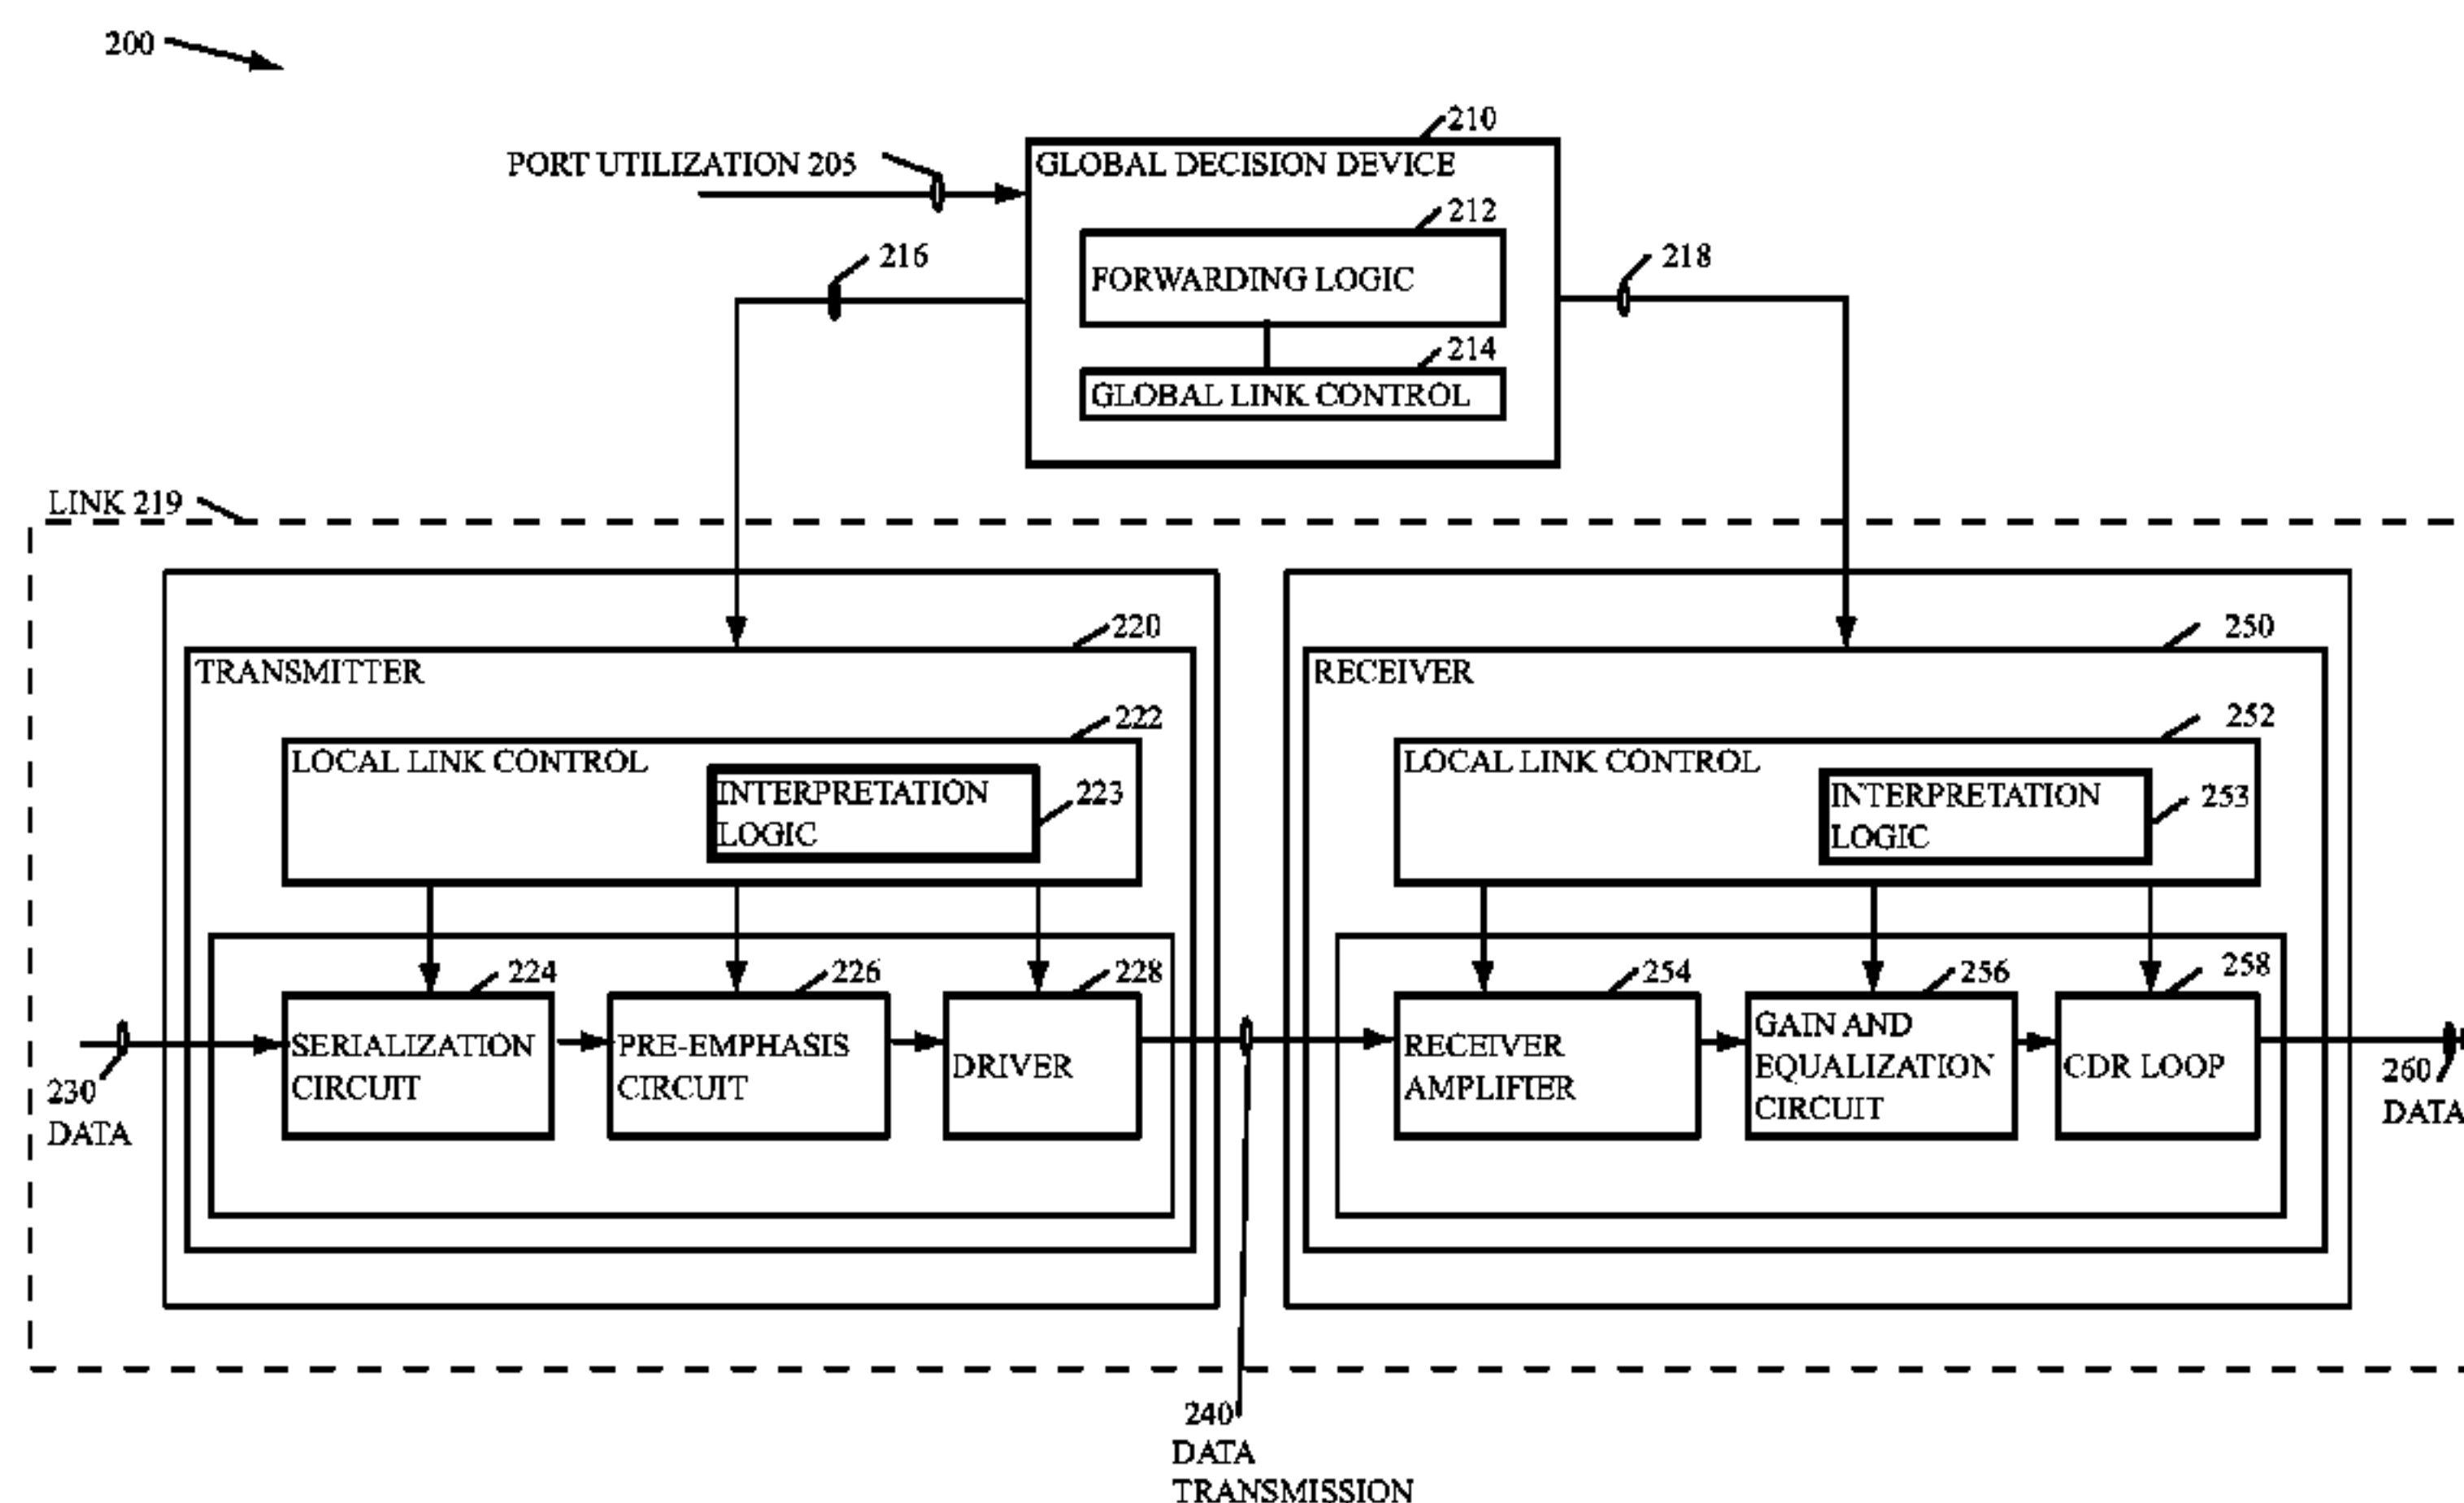 200
210
PORT UTILIZATION 205
GLOBAL DECISION DEVICE
212
216
FORWARDING LOGIC
218
214
GLOBAL LINK CONTROL
LINK 219
220
TRANSMITTER
222
LOCAL LINK CONTROL
INTERPRETATION
LOGIC
223
250
RECEIVER
252
LOCAL LINK CONTROL
INTERPRETATION
LOGIC
253
224
226
228
SERIALIZATION
CIRCUIT
PRE-EMPHASIS
CIRCUIT
DRIVER
230
DATA
254
256
258
RECEIVER
AMPLIFIER
GAIN AND
EQUALIZATION
CIRCUIT
CDR LOOP
260
DATA
240
DATA
TRANSMISSION